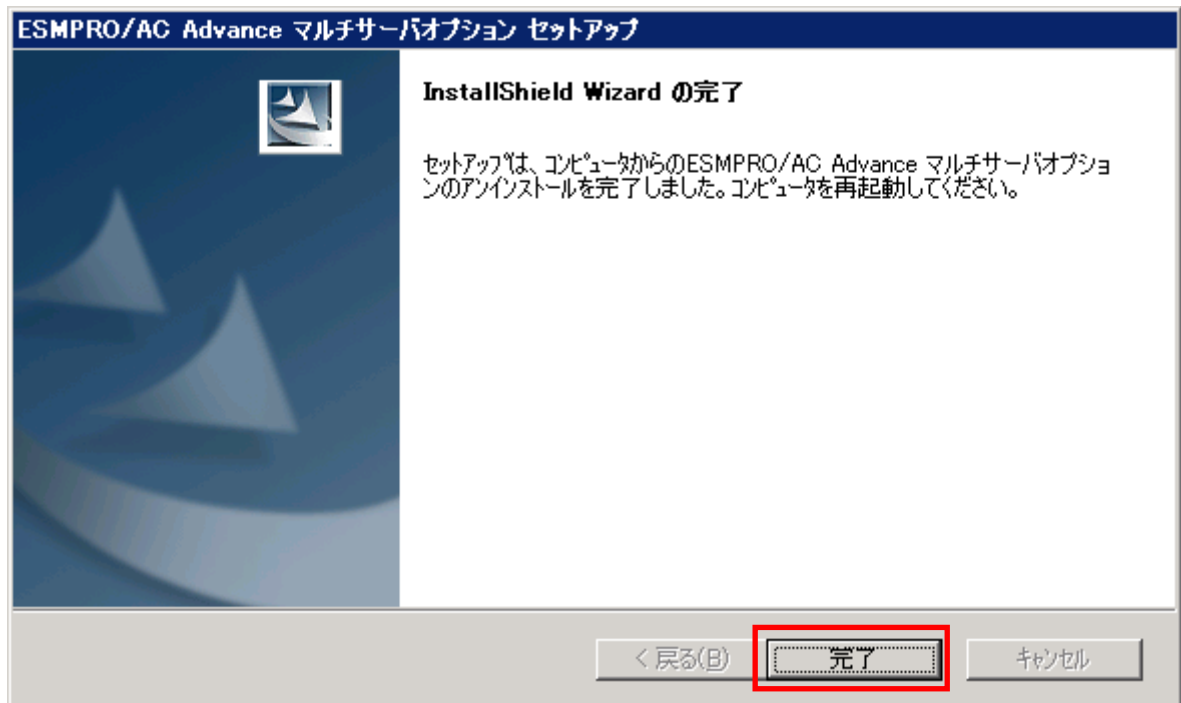 ESMPRO/AC Advance マルチサーバオプション セットアップ
InstallShield Wizard の完了
セットアップは、コンピュータからのESMPRO/AC Advance マルチサーバオプショ
ンのアンインストールを完了しました。コンピュータを再起動してください。
< 戻る(B)
完了
キャンセル